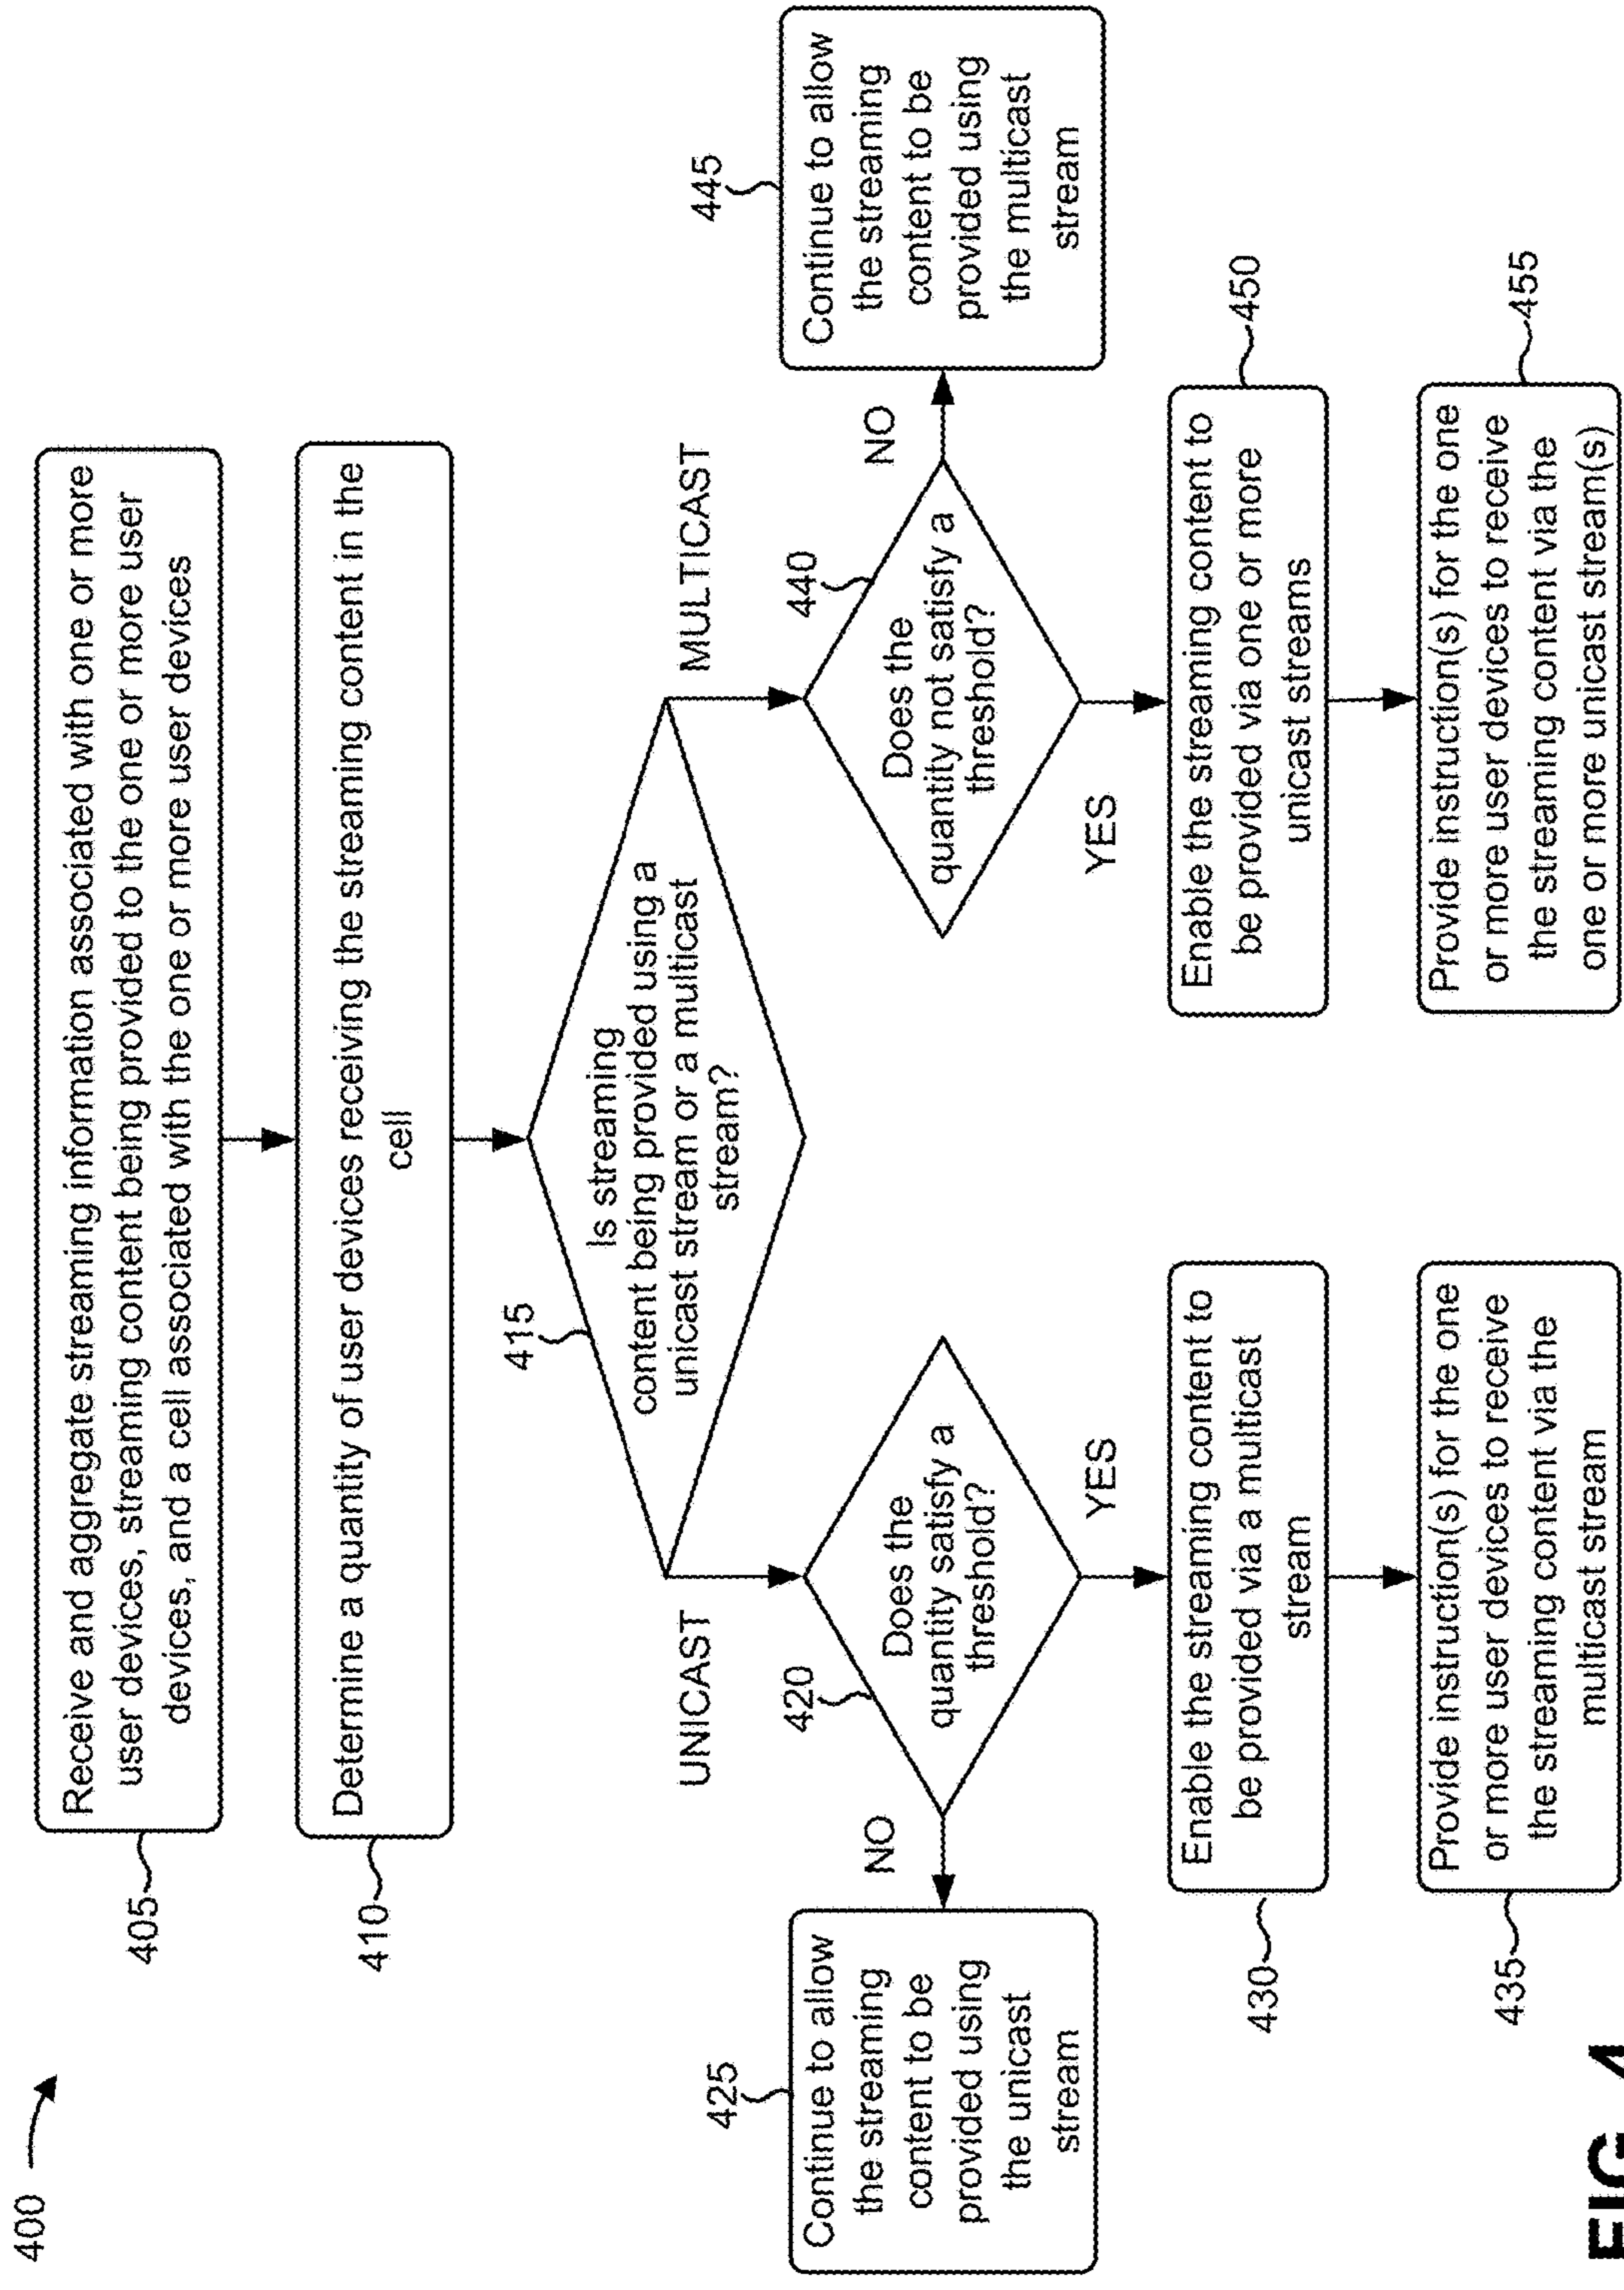 400
Receive and aggregate streaming information associated with one or more
user devices, streaming content being provided to the one or more user
devices, and a cell associated with the one or more user devices
405
Determine a quantity of user devices receiving the streaming content in the
cell
410
415
Is streaming
content being provided using a
unicast stream or a multicast
stream?
UNICAST
MULTICAST
420
Does the
quantity satisfy a
threshold?
NO
YES
425
Continue to allow
the streaming
content to be
provided using
the unicast
stream
430
Enable the streaming content to
be provided via a multicast
stream
435
Provide instruction(s) for the one
or more user devices to receive
the streaming content via the
multicast stream
440
Does the
quantity not satisfy a
threshold?
NO
YES
445
Continue to allow
the streaming
content to be
provided using
the multicast
stream
Enable the streaming content to
be provided via one or more
unicast streams
450
Provide instruction(s) for the one
or more user devices to receive
the streaming content via the
one or more unicast stream(s)
455
FIG. 4